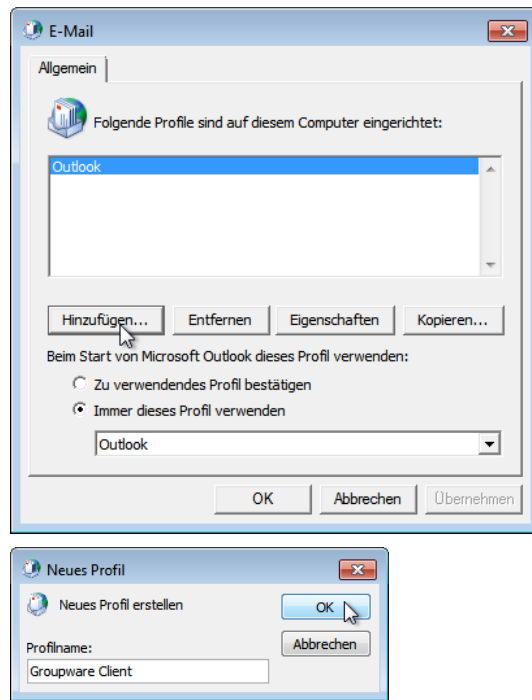 E-Mail
Allgemein
Folgende Profile sind auf diesem Computer eingerichtet:
Outlook
Hinzufügen... Entfernen Eigenschaften Kopieren...
Beim Start von Microsoft Outlook dieses Profil verwenden:
Zu verwendendes Profil bestätigen
Immer dieses Profil verwenden
Outlook
OK Abbrechen Übernehmen
Neues Profil
Neues Profil erstellen OK
Abbrechen
Profilname:
Groupware Client